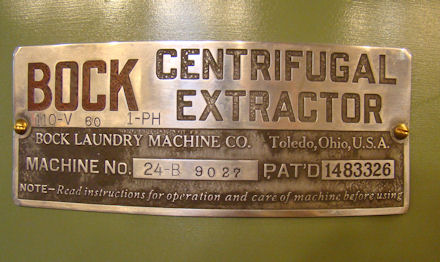 BOCK CENTRIFUGAL EXTRACTOR
110-V 60 1-PH
BOCK LAUNDRY MACHINE CO. Toledo, Ohio, U.S.A.
MACHINE NO. 24-B 9027 PAT'D 1483326
NOTE-Read instructions for operation and care of machine before using